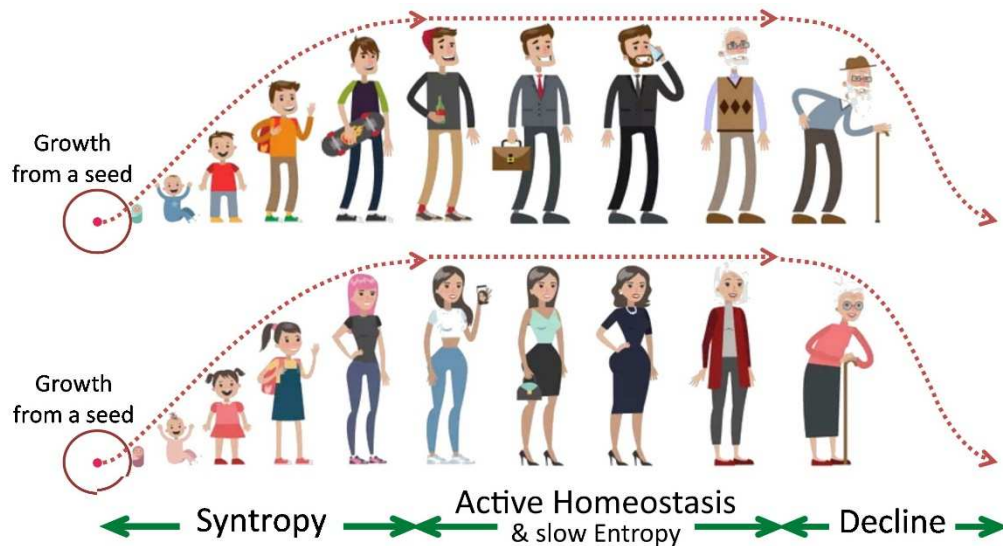 Growth
from a seed
Growth
from a seed
Syntropy
Active Homeostasis
& slow Entropy
Decline